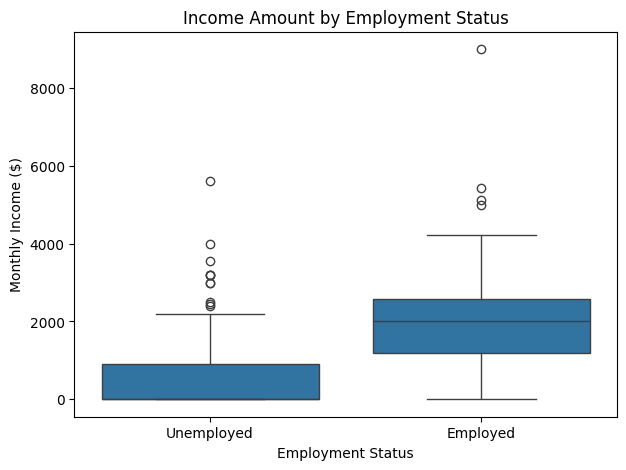 Income Amount by Employment Status
Monthly Income ($)
8000
6000
4000
2000
0
Unemployed
Employed
Employment Status